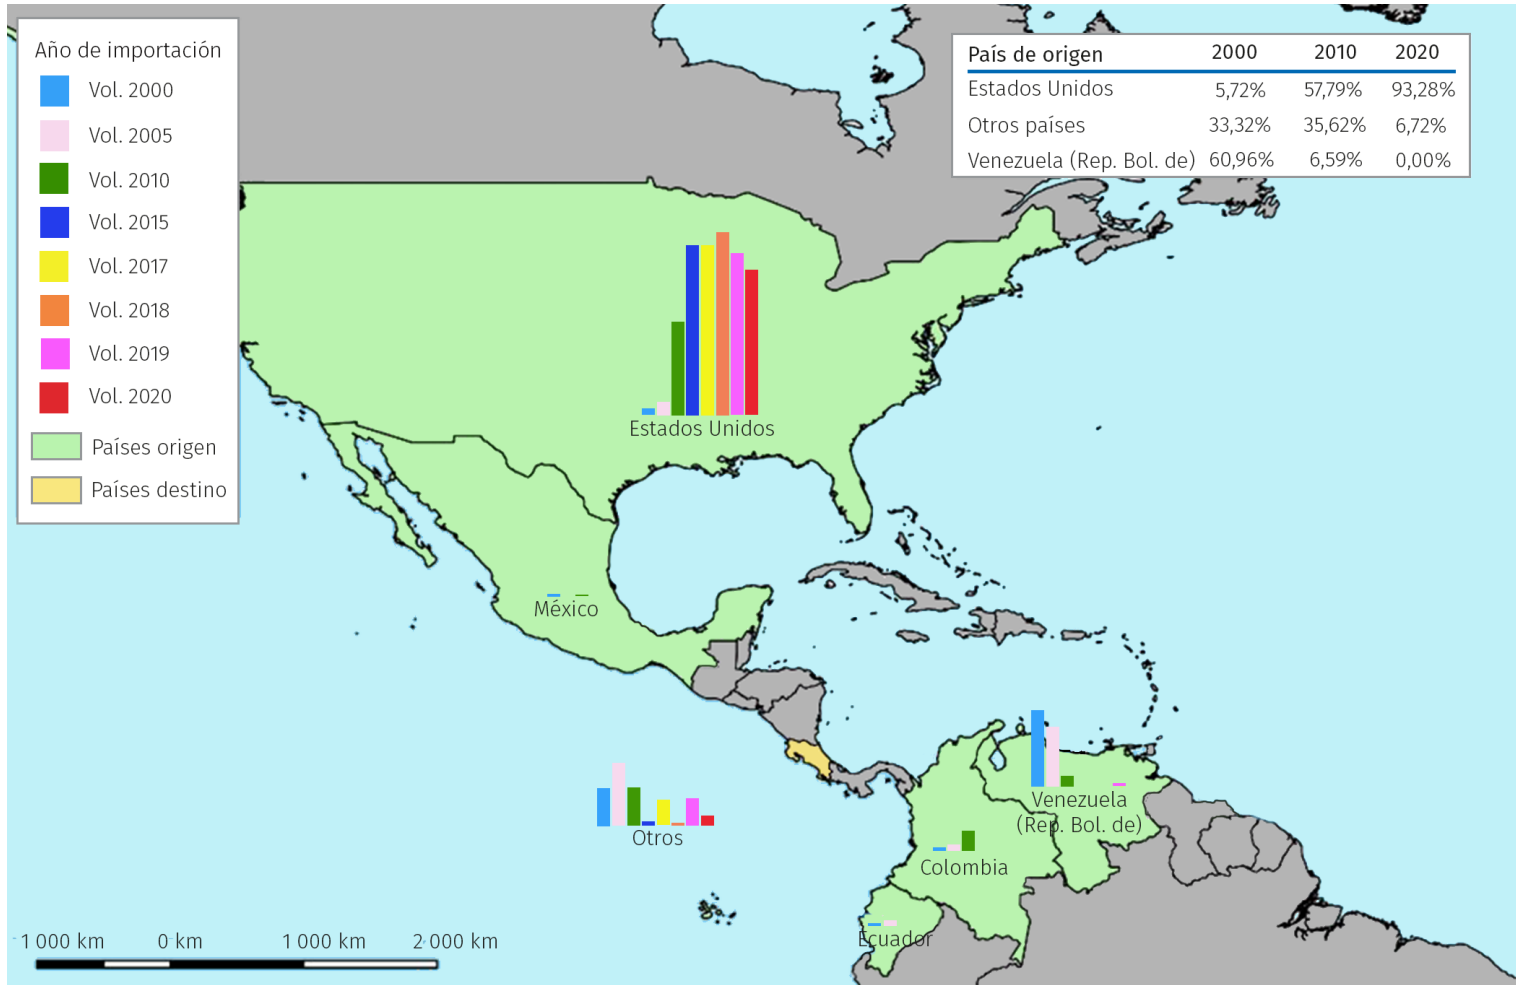 Año de importación
Vol. 2000
Vol. 2005
Vol. 2010
Vol. 2015
Vol. 2017
Vol. 2018
Vol. 2019
Vol. 2020
Países origen
Países destino
País de origen 2000 2010 2020
Estados Unidos 5,72% 57,79% 93,28%
Otros países 33,32% 35,62% 6,72%
Venezuela (Rep. Bol. de) 60,96% 6,59% 0,00%
Estados Unidos
México
Venezuela
(Rep. Bol. de)
Otros
Colombia
Ecuador
1 000 km 0 km 1 000 km 2 000 km